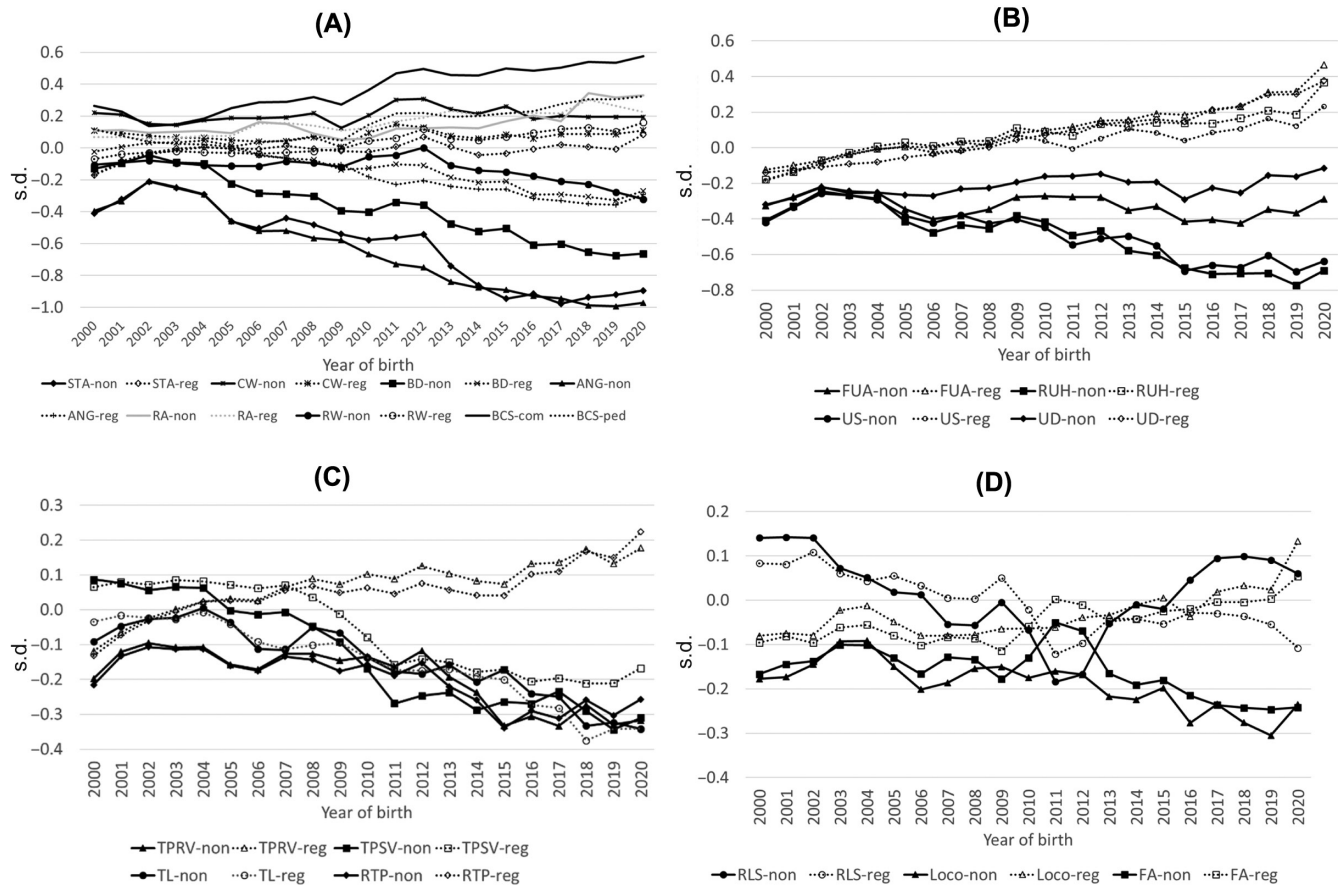 (A)
0.6
0.4
0.2
0.0
−0.2
−0.4
−0.6
−0.8
−1.0
s.d.
2000 2001 2002 2003 2004 2005 2006 2007 2008 2009 2010 2011 2012 2013 2014 2015 2016 2017 2018 2019 2020
Year of birth
STA-non STA-reg CW-non CW-reg BD-non BD-reg ANG-non
ANG-reg RA-non RA-reg RW-non RW-reg BCS-com BCS-ped
(B)
0.6
0.4
0.2
0.0
−0.2
−0.4
−0.6
−0.8
s.d.
2000 2001 2002 2003 2004 2005 2006 2007 2008 2009 2010 2011 2012 2013 2014 2015 2016 2017 2018 2019 2020
Year of birth
FUA-non FUA-reg RUH-non RUH-reg
US-non US-reg UD-non UD-reg
(C)
0.3
0.2
0.1
0.0
−0.1
−0.2
−0.3
−0.4
s.d.
2000 2001 2002 2003 2004 2005 2006 2007 2008 2009 2010 2011 2012 2013 2014 2015 2016 2017 2018 2019 2020
Year of birth
TPRV-non TPRV-reg TPSV-non TPSV-reg
TL-non TL-reg RTP-non RTP-reg
(D)
0.2
0.1
0.0
−0.1
−0.2
−0.3
−0.4
s.d.
2000 2001 2002 2003 2004 2005 2006 2007 2008 2009 2010 2011 2012 2013 2014 2015 2016 2017 2018 2019 2020
Year of birth
RLS-non RLS-reg Loco-non Loco-reg FA-non FA-reg